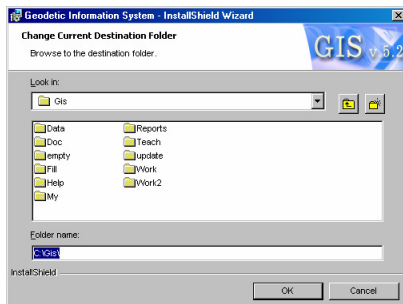 Geodetic Information System - InstallShield Wizard
Change Current Destination Folder
Browse to the destination folder.
GIS v 5.2
Look in:
Gis
Data
Doc
empty
Fill
Help
My
Reports
Teach
update
Work
Work2
Folder name:
C:\Gis\
InstallShield
OK
Cancel